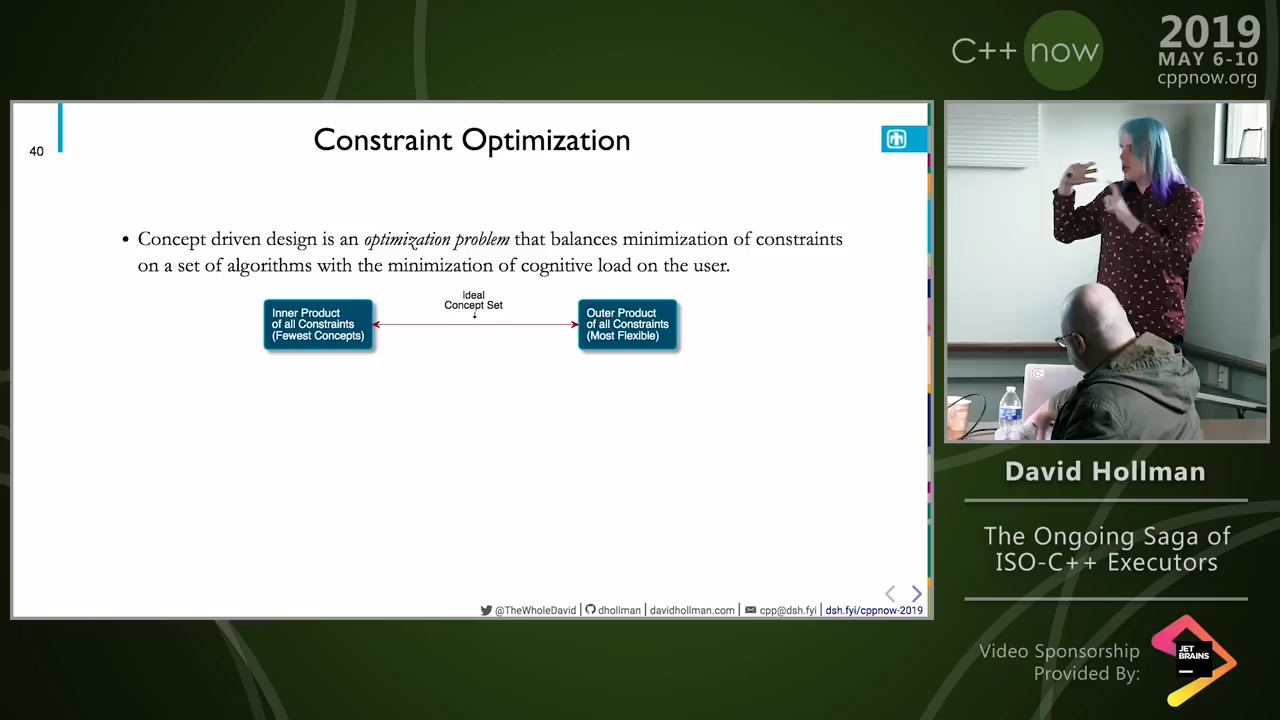 C++ now
2019
MAY 6-10
cppnow.org
40
Constraint Optimization
• Concept driven design is an optimization problem that balances minimization of constraints
on a set of algorithms with the minimization of cognitive load on the user.
Inner Product
of all Constraints
(Fewest Concepts)
Ideal
Concept Set
Outer Product
of all Constraints
(Most Flexible)
@TheWholeDavid | dhollman | davidhollman.com | cpp@dsh.fyi | dsh.fyi/cppnow-2019
David Hollman
The Ongoing Saga of
ISO-C++ Executors
Video Sponsorship
Provided By:
JET
BRAINS